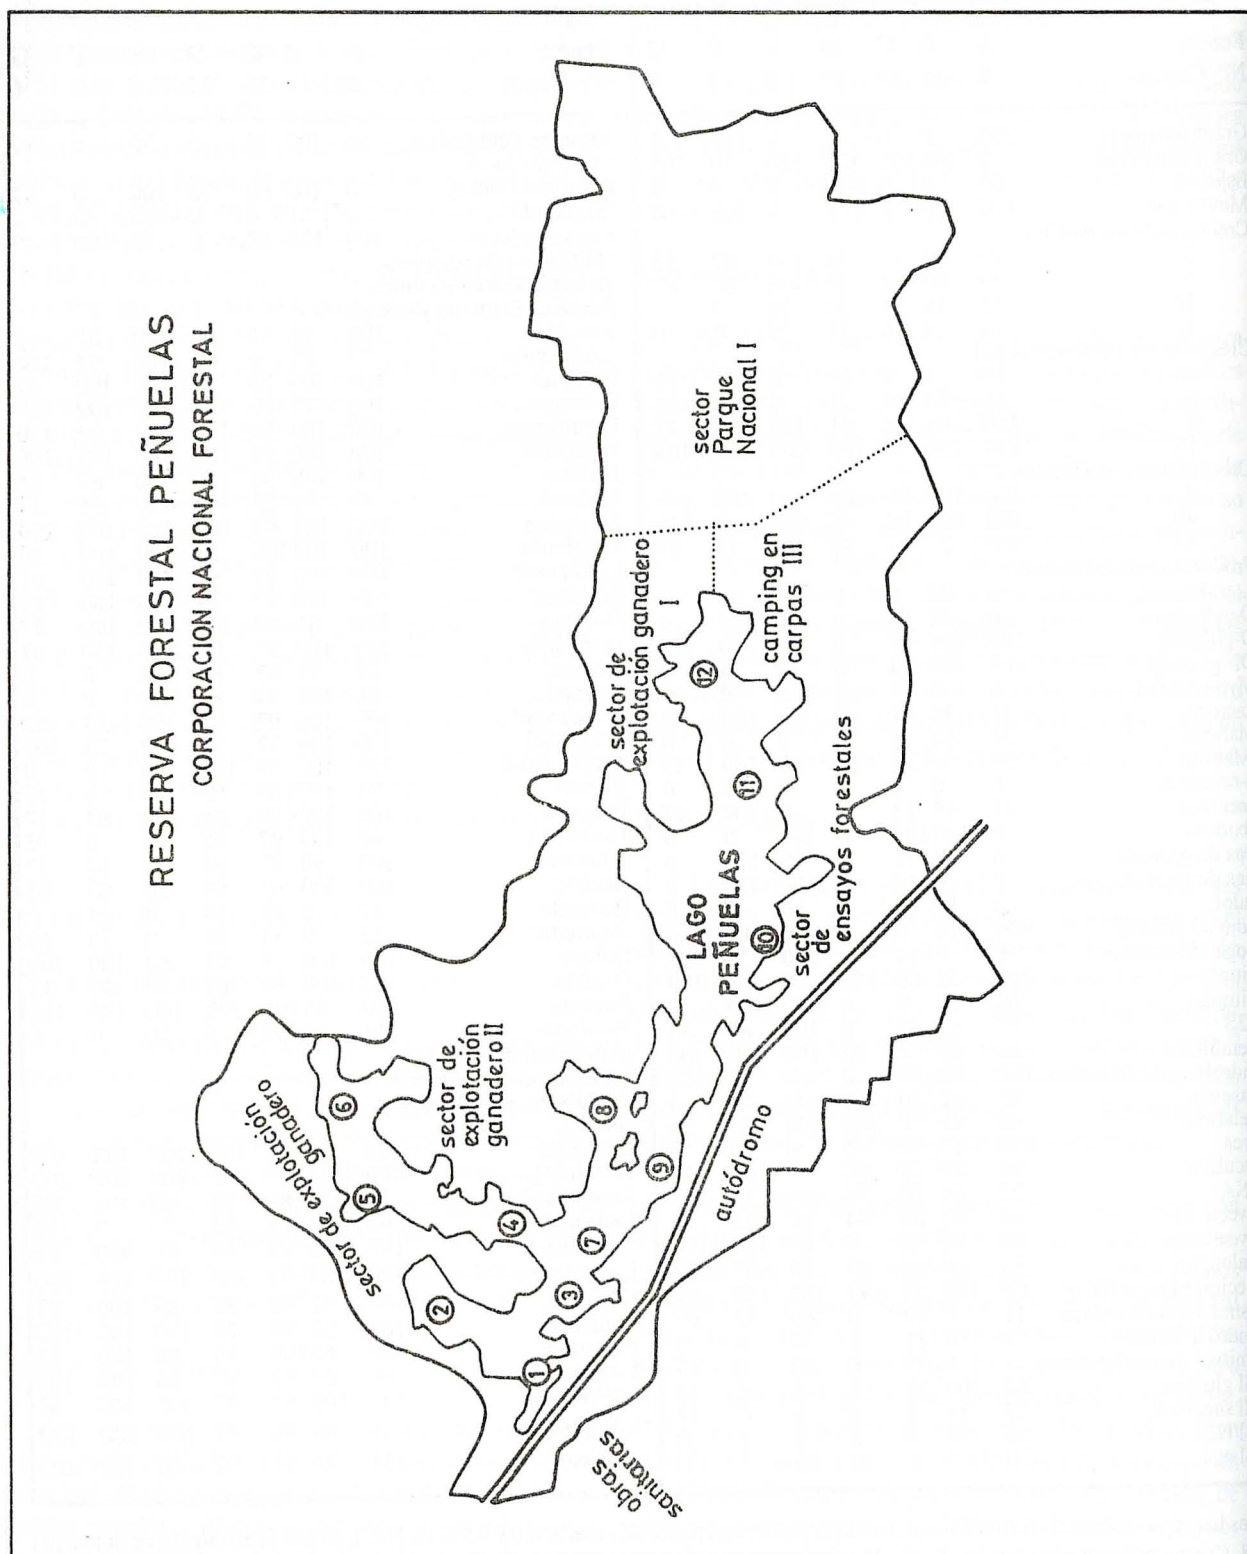 RESERVA FORESTAL PEÑUELAS
CORPORACION NACIONAL FORESTAL
sector de explotación
ganadero
sector de
explotación
ganadero II
sector de
explotación ganadero
I
sector
Parque
Nacional I
camping en
carpas III
LAGO
PEÑUELAS
sector
de
ensayos forestales
autódromo
obras
sanitarias
1
2
3
4
5
6
7
8
9
10
11
12